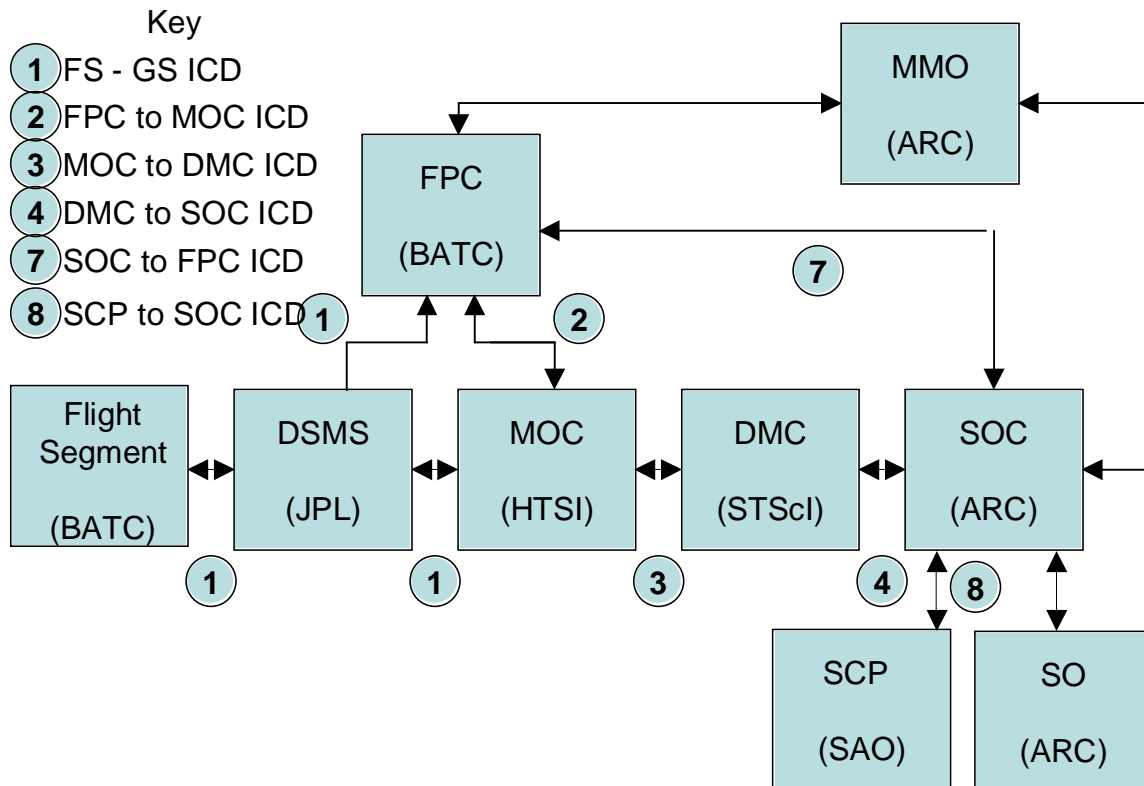 Key
1 FS - GS ICD
2 FPC to MOC ICD
3 MOC to DMC ICD
4 DMC to SOC ICD
7 SOC to FPC ICD
8 SCP to SOC ICD
MMO
(ARC)
FPC
(BATC)
7
1
2
Flight
Segment
(BATC)
DSMS
(JPL)
MOC
(HTSI)
DMC
(STScI)
SOC
(ARC)
1
1
3
4
8
SCP
(SAO)
SO
(ARC)